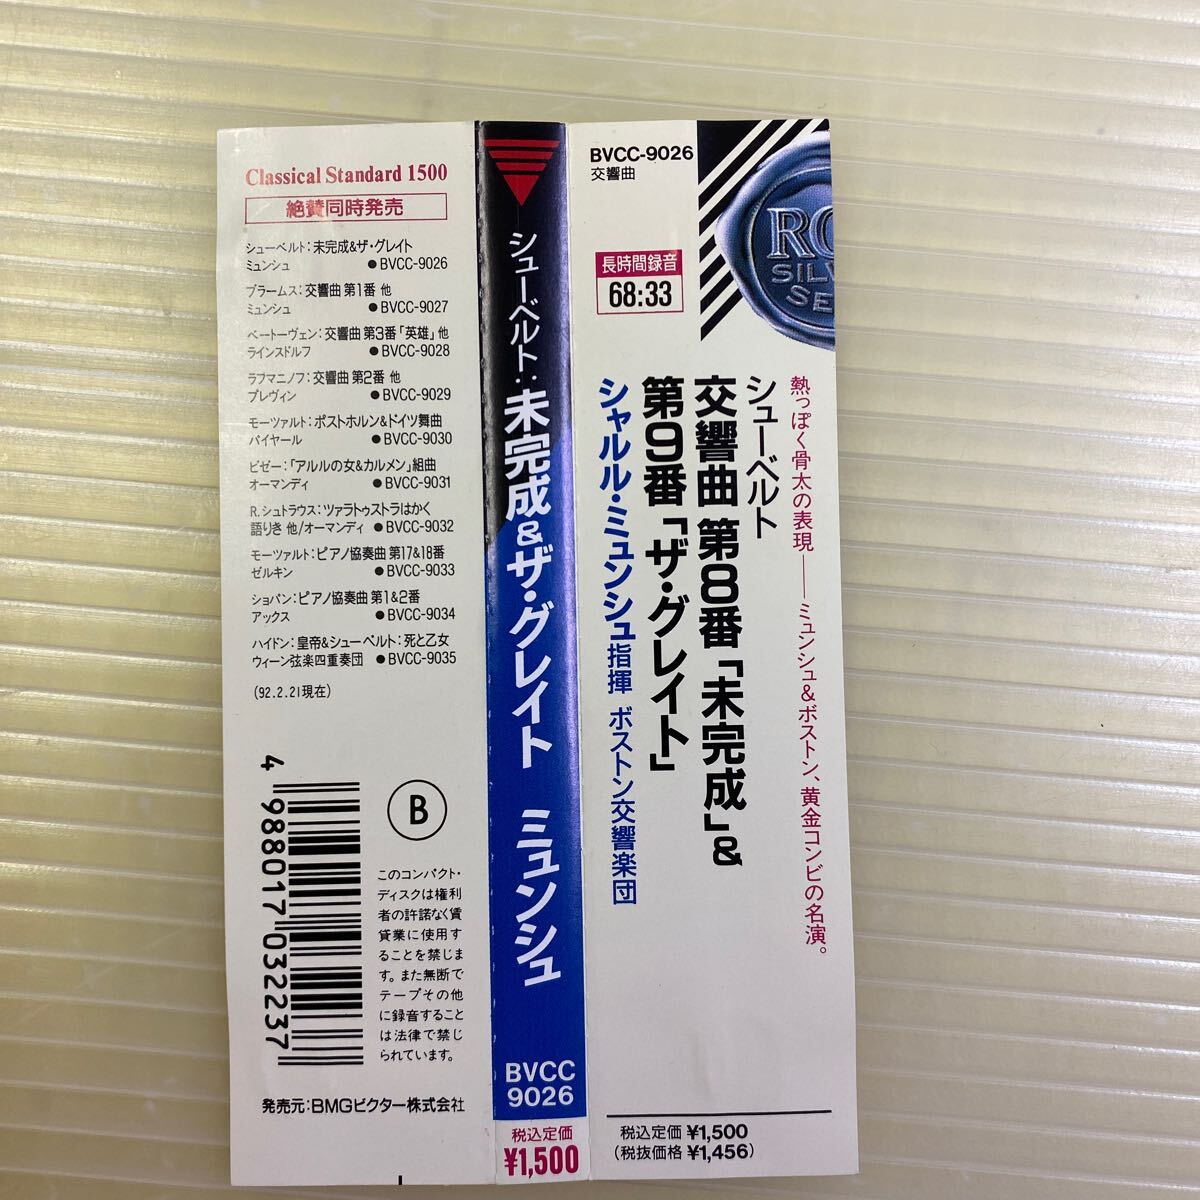 Classical Standard 1500
絶賛同時発売
シューベルト：未完成&ザ・グレイト
ミュンシュ ●BVCC-9026
ブラームス：交響曲 第1番 他
ミュンシュ ●BVCC-9027
ベートーヴェン：交響曲 第3番「英雄」他
ラインスドルフ ●BVCC-9028
ラフマニノフ：交響曲 第2番 他
プレヴィン ●BVCC-9029
モーツァルト：ポストホルン&ドイツ舞曲
パイヤール ●BVCC-9030
ビゼー：「アルルの女&カルメン」組曲
オーマンディ ●BVCC-9031
R.シュトラウス：ツァラトゥストラはかく
語りき 他/オーマンディ ●BVCC-9032
モーツァルト：ピアノ協奏曲 第17&18番
ゼルキン ●BVCC-9033
ショパン：ピアノ協奏曲 第1&2番
アックス ●BVCC-9034
ハイドン：皇帝&シューベルト：死と乙女
ウィーン弦楽四重奏団 ●BVCC-9035
(92.2.21現在)
4 988017 032237
B
このコンパクト・
ディスクは権利
者の許諾なく賃
貸業に使用す
ることを禁じま
す。また無断で
テープその他
に録音すること
は法律で禁じ
られています。
発売元：BMGビクター株式会社
シューベルト：未完成&ザ・グレイト ミュンシュ
BVCC
9026
税込定価
¥1,500
BVCC-9026
交響曲
長時間録音
68:33
SILV
SE
熱っぽく骨太の表現——ミュンシュ&ボストン、黄金コンビの名演。
シューベルト
交響曲 第8番「未完成」&
第9番「ザ・グレイト」
シャルル・ミュンシュ指揮 ボストン交響楽団
税込定価 ¥1,500
(税抜価格 ¥1,456)